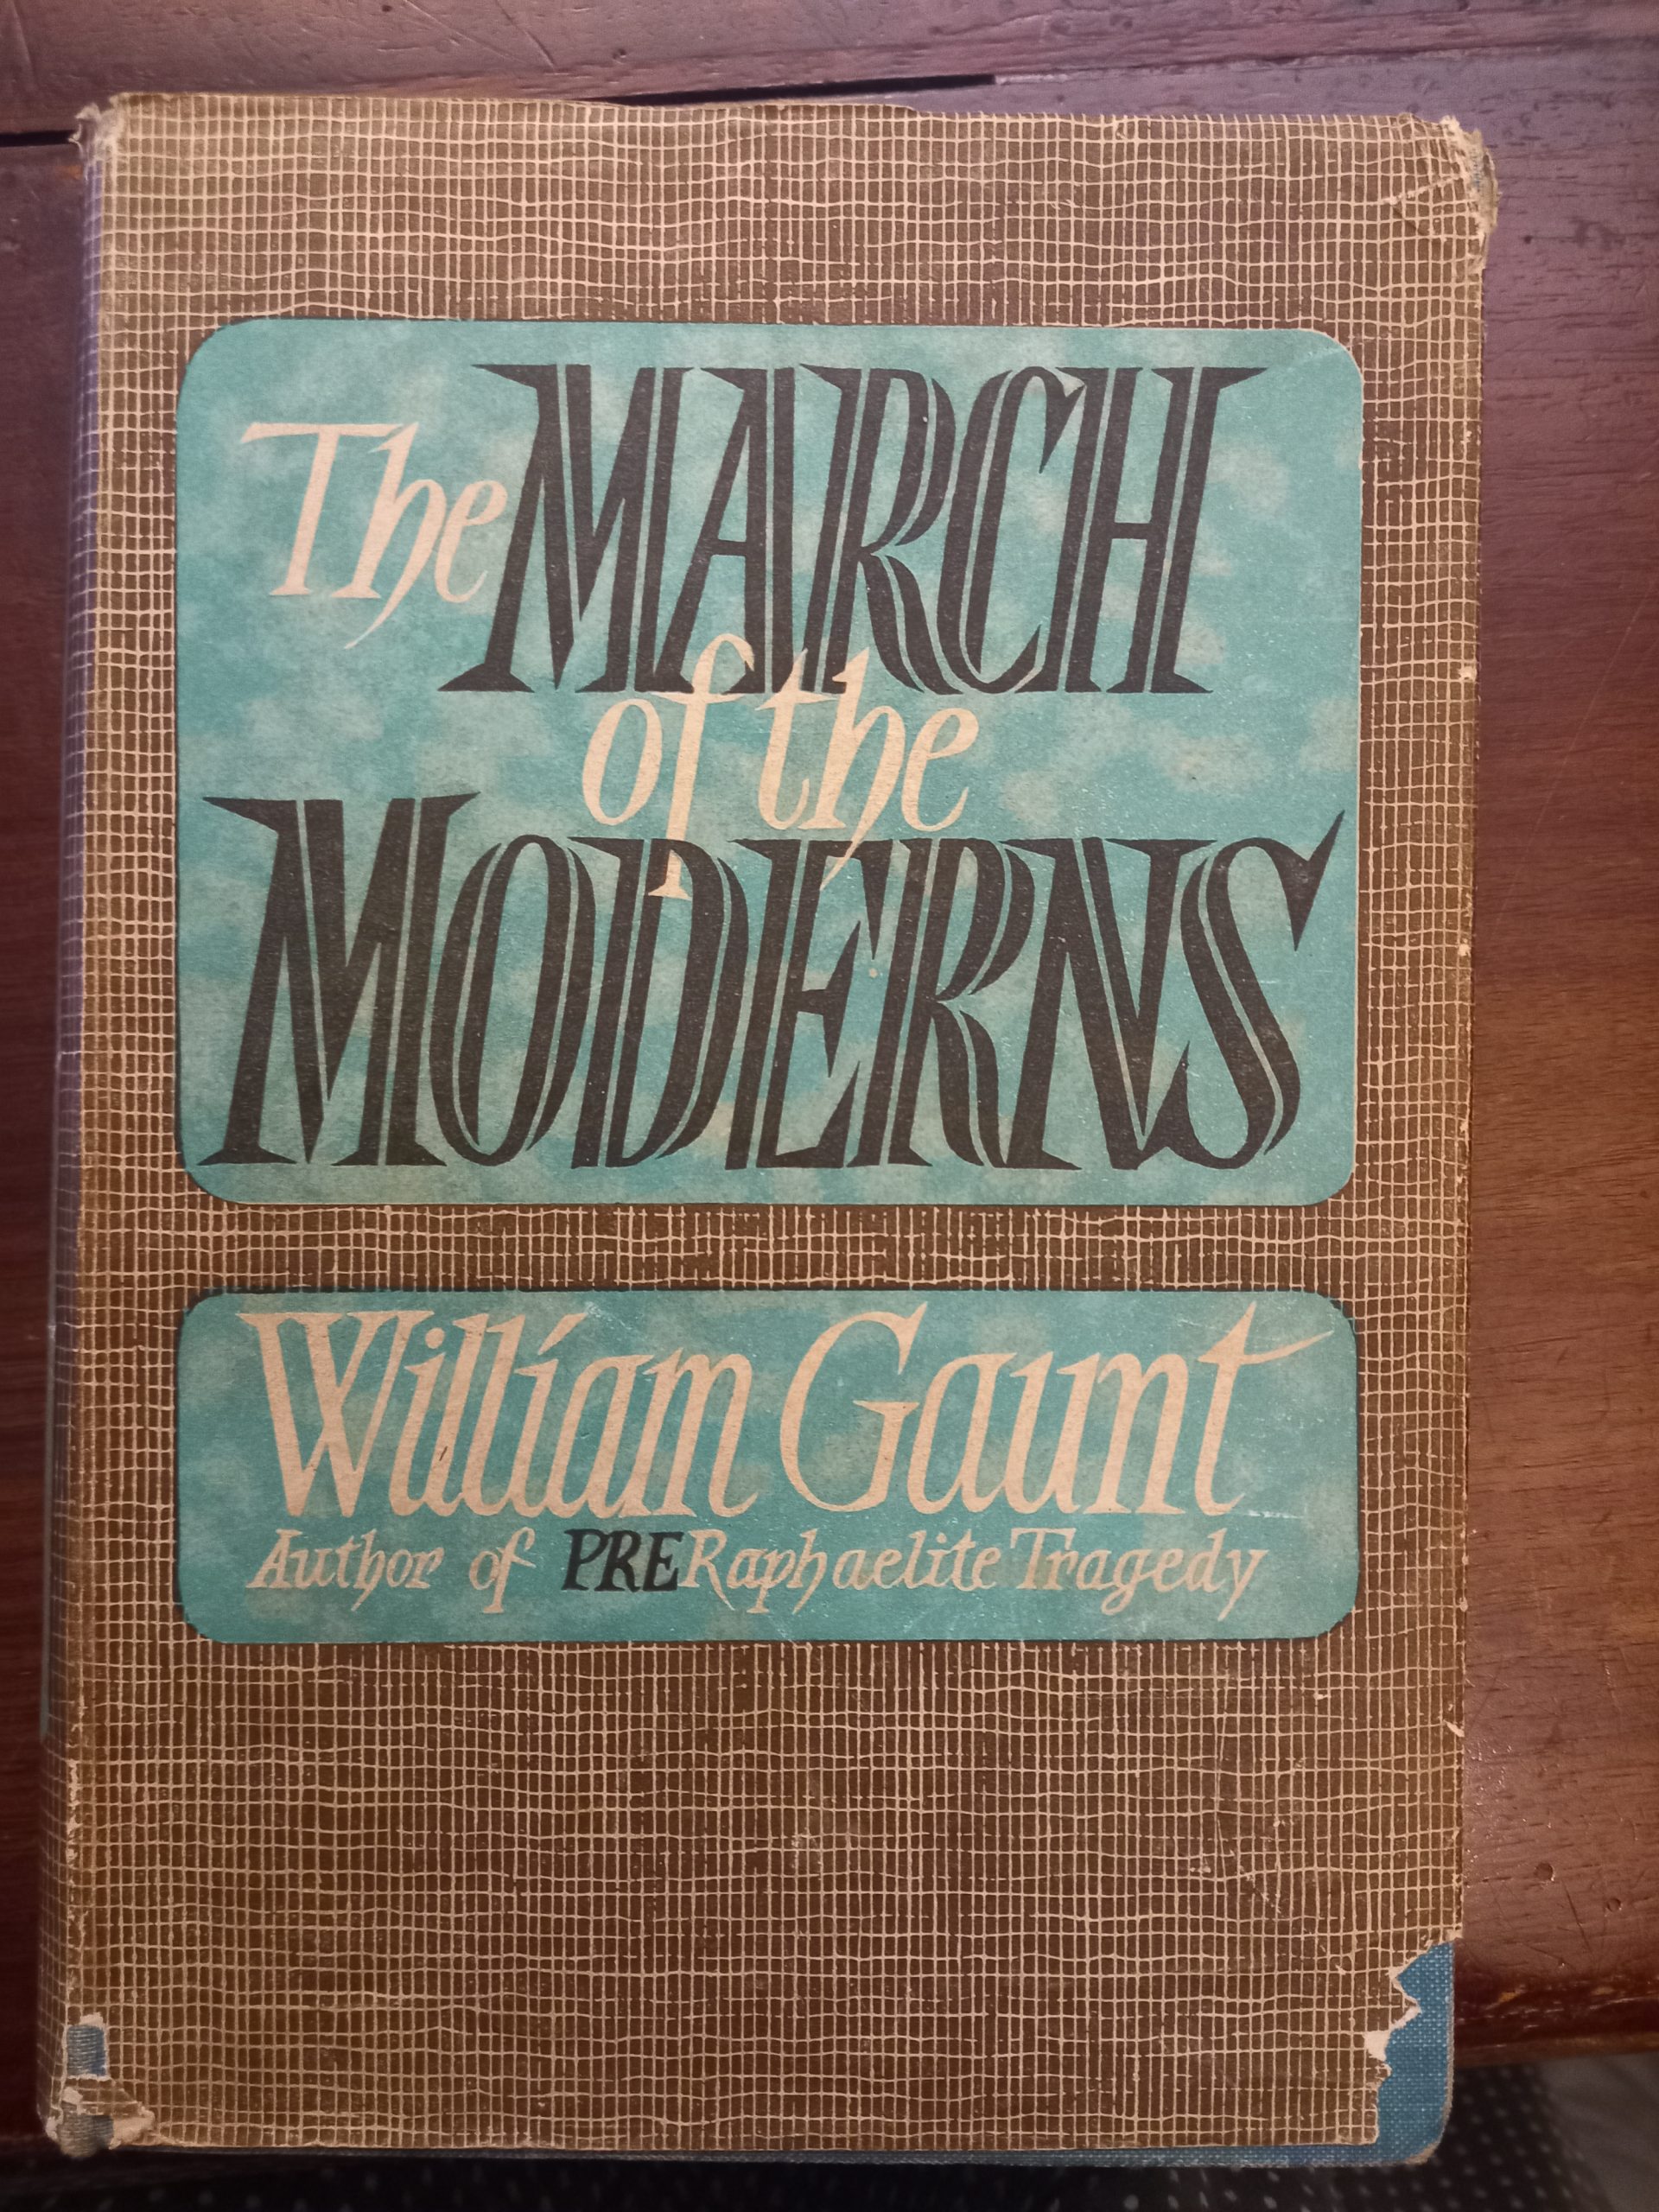 The MARCH
of the
MODERNS
William Gaunt
Author of PRERaphaelite Tragedy